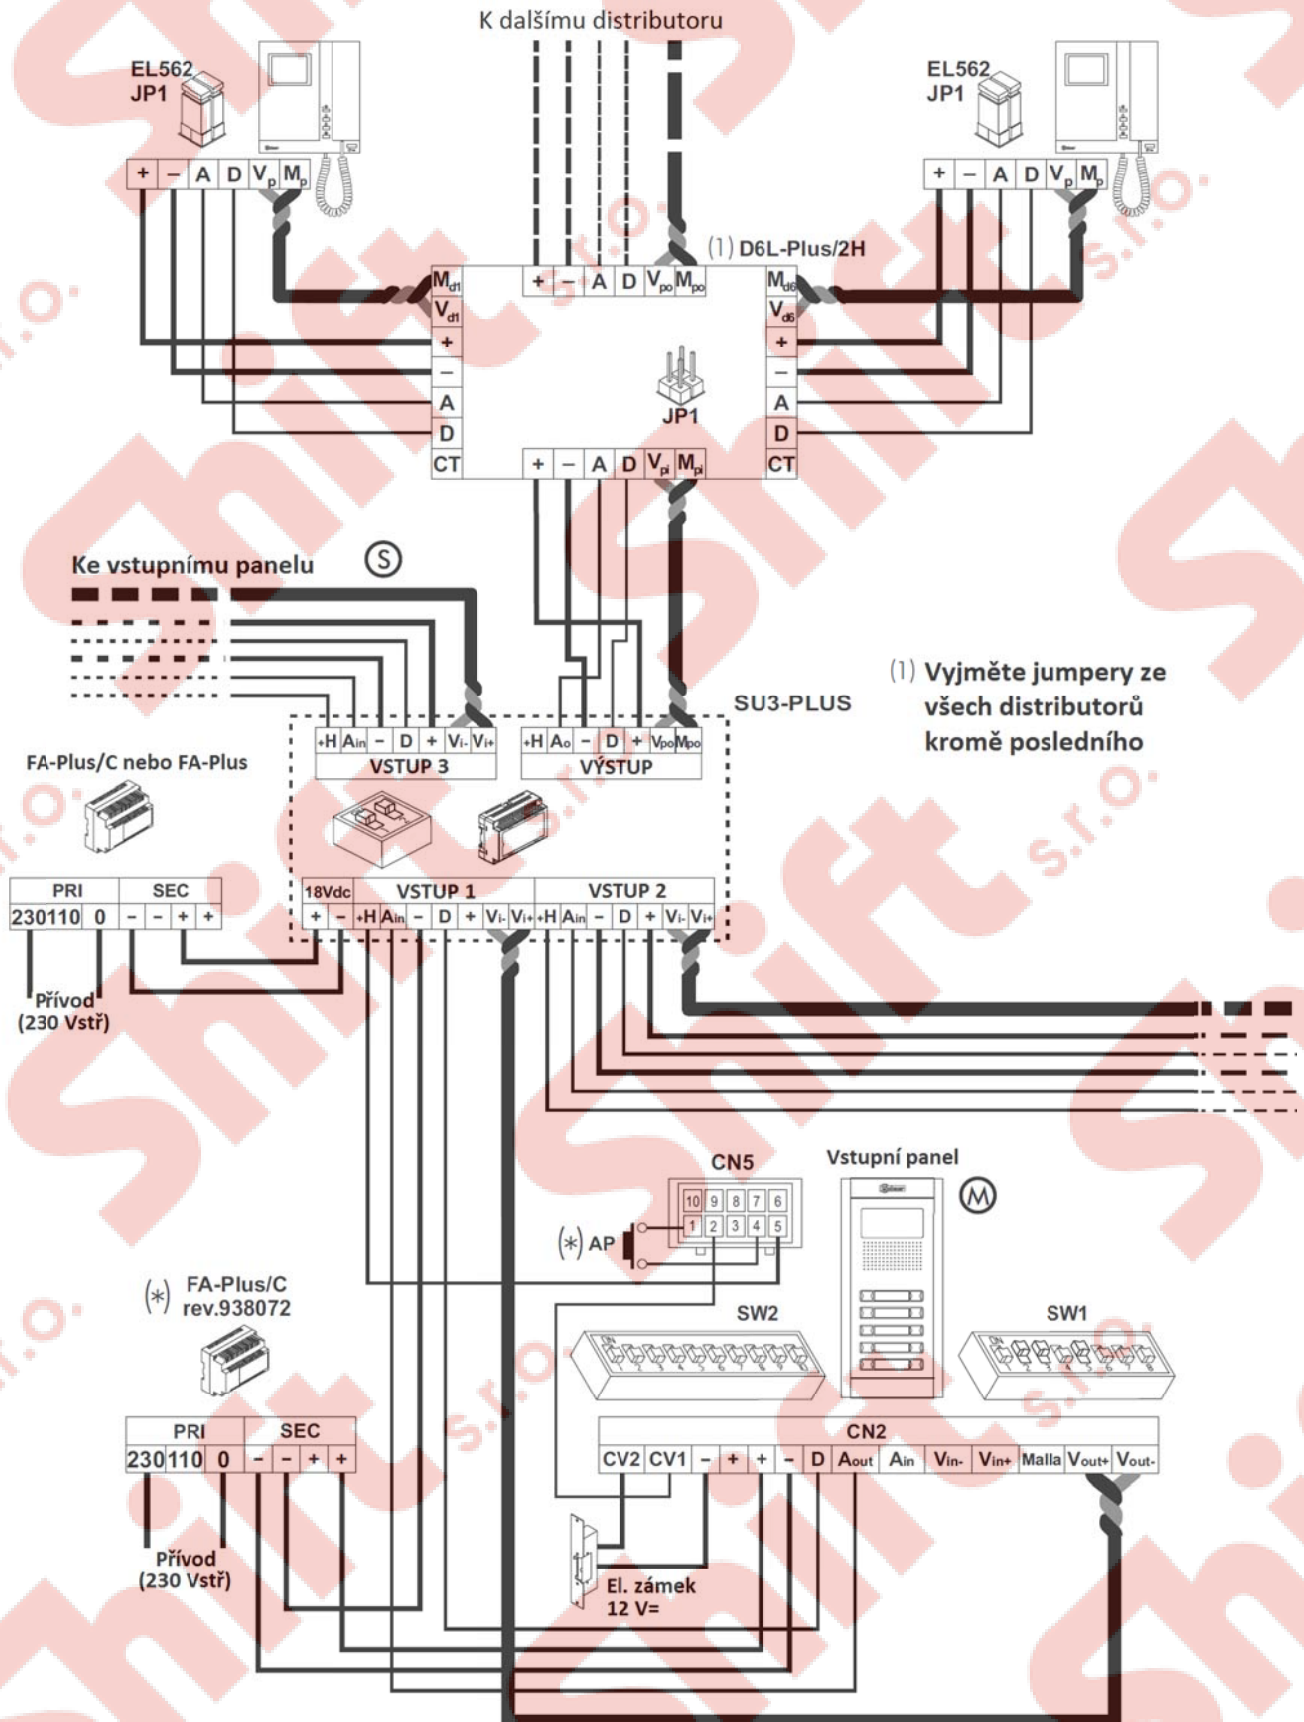 K dalšímu distributoru
EL562
JP1
EL562
JP1
+ – A D Vp Mp
+ – A D Vp Mp
(1) D6L-Plus/2H
Md1
Vd1
+
–
A
D
CT
+ – A D Vpo Mpo
Md6
Vd6
+
–
A
D
CT
JP1
+ – A D Vpi Mpi
Ke vstupnímu panelu S
(1) Vyjměte jumpery ze
všech distributorů
kromě posledního
SU3-PLUS
+H Ain – D + Vi- Vi+
VSTUP 3
+H Ao – D + Vpo Mpo
VÝSTUP
FA-Plus/C nebo FA-Plus
PRI SEC
230 110 0 – – + +
Přívod
(230 Vstř)
18Vdc VSTUP 1 VSTUP 2
+ – +H Ain – D + Vi- Vi+ +H Ain – D + Vi- Vi+
CN5
10 9 8 7 6
1 2 3 4 5
(*) AP
Vstupní panel
M
(*) FA-Plus/C
rev.938072
SW2
SW1
PRI SEC
230 110 0 – – + +
Přívod
(230 Vstř)
CN2
CV2 CV1 – + + – D Aout Ain Vin- Vin+ Malla Vout+ Vout-
El. zámek
12 V=
Shift s.r.o.